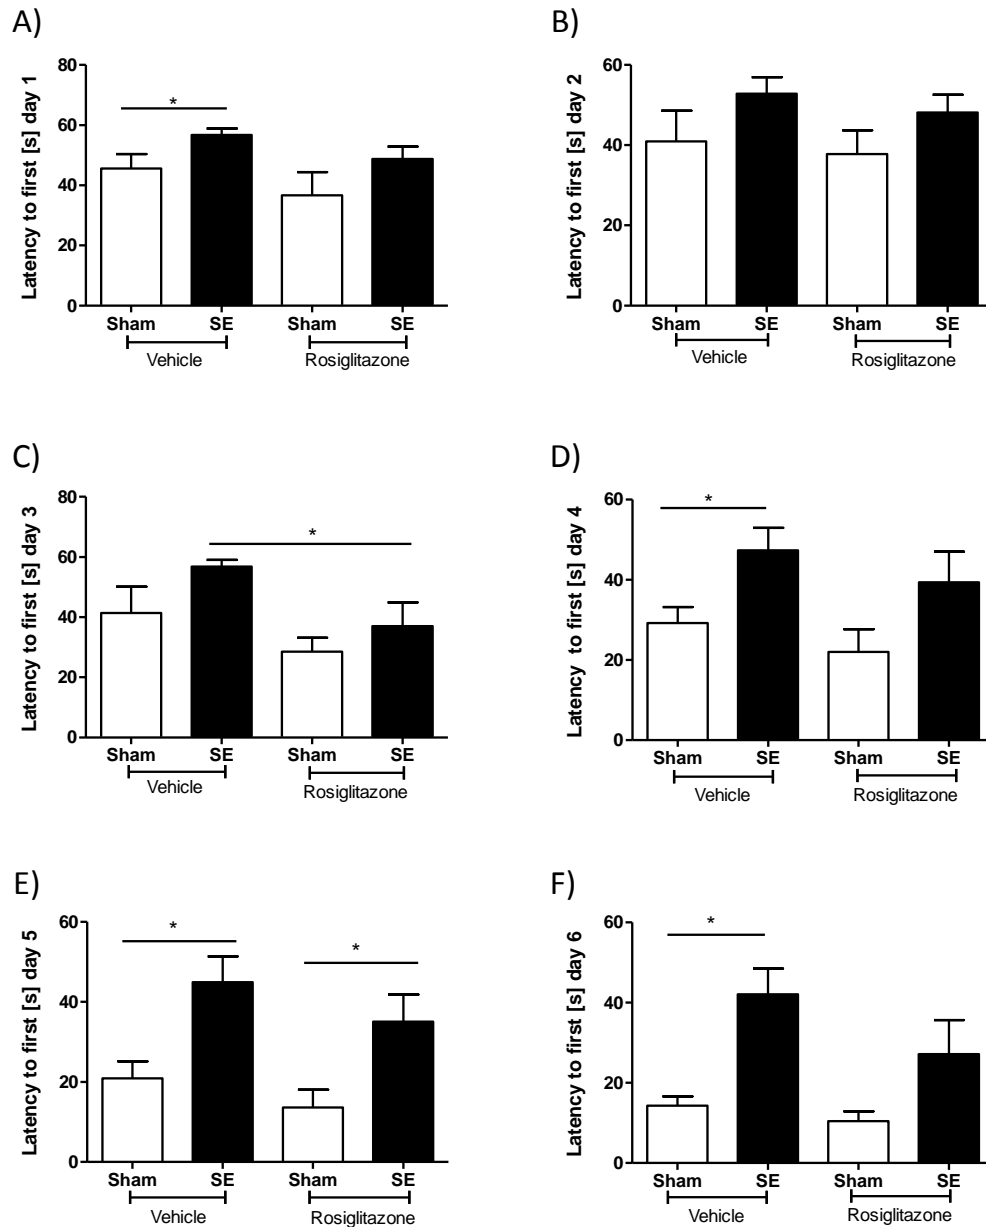 A)
Latency to first [s] day 1
80
60
40
20
0
*
Sham SE Sham SE
Vehicle Rosiglitazone
B)
Latency to first [s] day 2
60
40
20
0
Sham SE Sham SE
Vehicle Rosiglitazone
C)
Latency to first [s] day 3
80
60
40
20
0
*
Sham SE Sham SE
Vehicle Rosiglitazone
D)
Latency to first [s] day 4
60
40
20
0
*
Sham SE Sham SE
Vehicle Rosiglitazone
E)
Latency to first [s] day 5
60
40
20
0
* *
Sham SE Sham SE
Vehicle Rosiglitazone
F)
Latency to first [s] day 6
60
40
20
0
*
Sham SE Sham SE
Vehicle Rosiglitazone